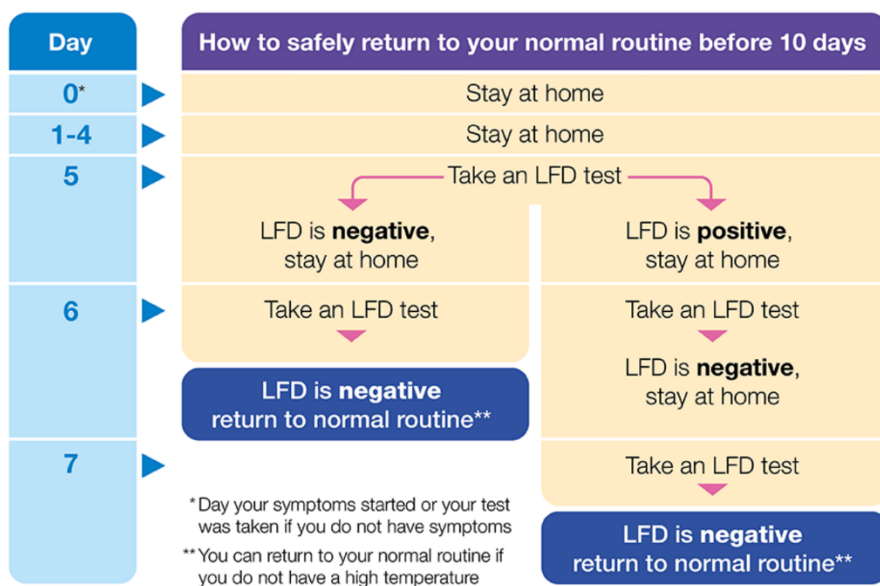 Day
How to safely return to your normal routine before 10 days
0*
Stay at home
1-4
Stay at home
5
Take an LFD test
LFD is negative,
stay at home
LFD is positive,
stay at home
6
Take an LFD test
LFD is negative
return to normal routine**
Take an LFD test
LFD is negative,
stay at home
7
Take an LFD test
LFD is negative
return to normal routine**
* Day your symptoms started or your test
was taken if you do not have symptoms
** You can return to your normal routine if
you do not have a high temperature